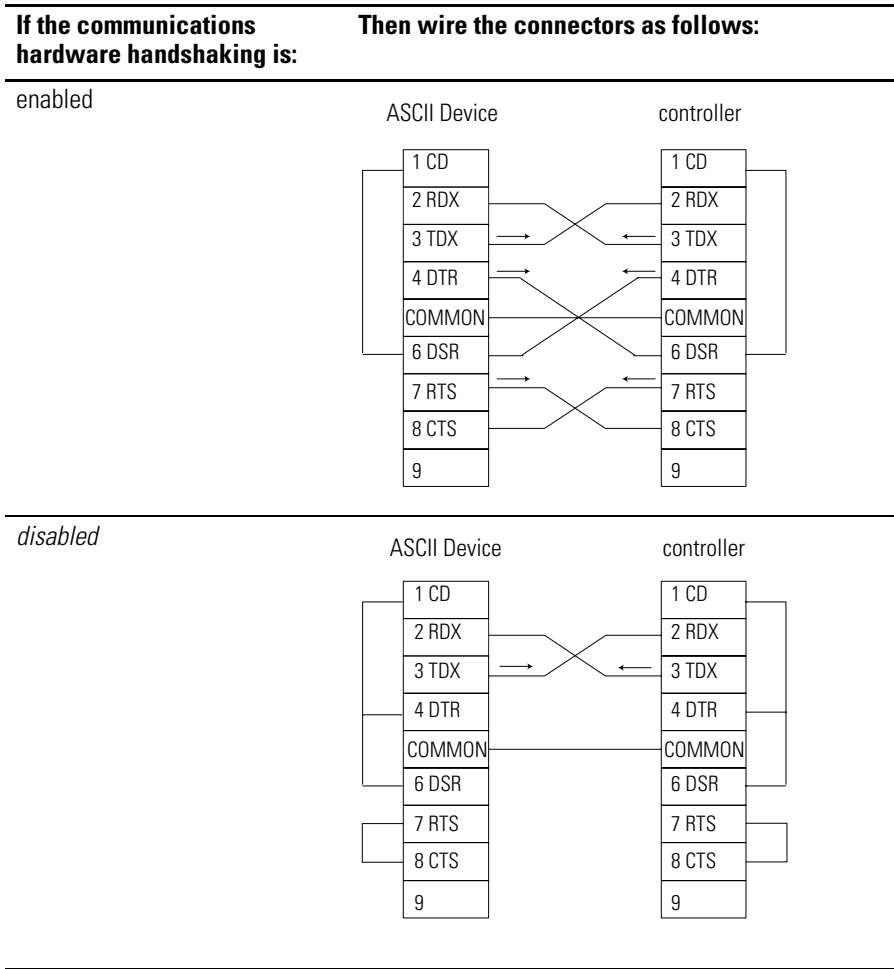 If the communications hardware handshaking is:
Then wire the connectors as follows:
enabled
ASCII Device
controller
1 CD
1 CD
2 RDX
2 RDX
3 TDX
3 TDX
4 DTR
4 DTR
COMMON
COMMON
6 DSR
6 DSR
7 RTS
7 RTS
8 CTS
8 CTS
9
9
disabled
ASCII Device
controller
1 CD
1 CD
2 RDX
2 RDX
3 TDX
3 TDX
4 DTR
4 DTR
COMMON
COMMON
6 DSR
6 DSR
7 RTS
7 RTS
8 CTS
8 CTS
9
9